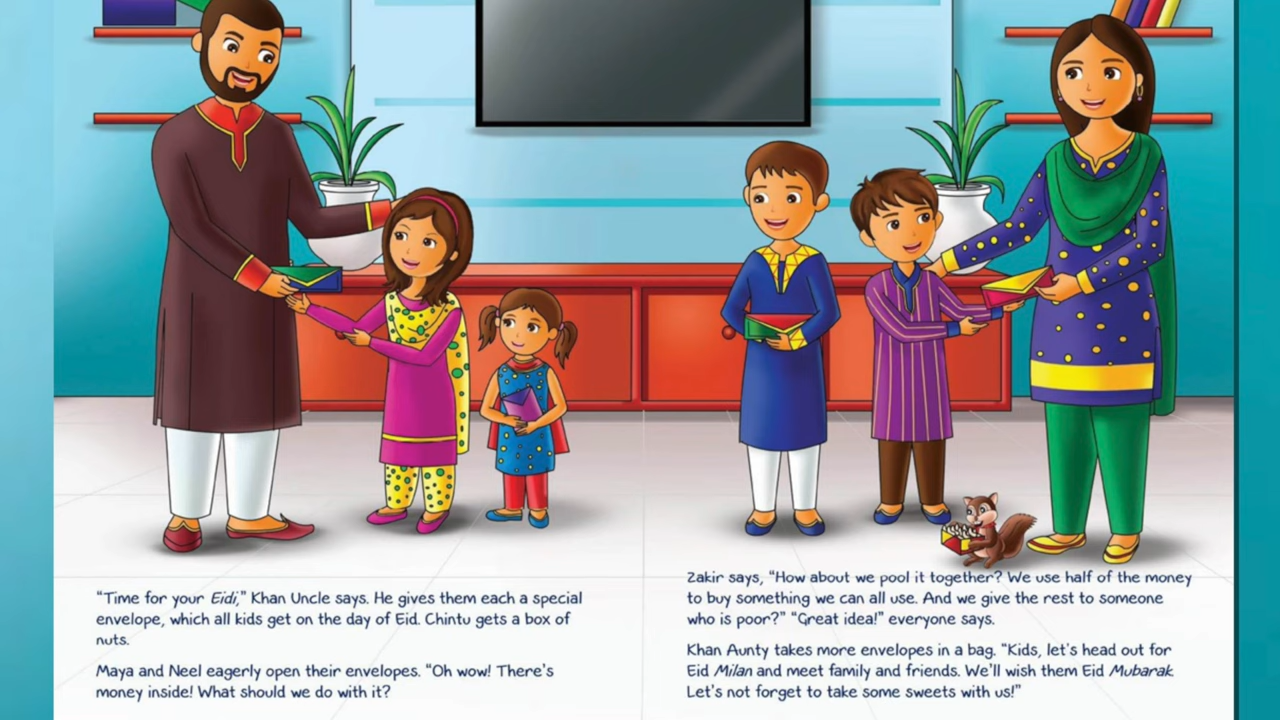 "Time for your Eidi," Khan Uncle says. He gives them each a special
envelope, which all kids get on the day of Eid. Chintu gets a box of
nuts.
Maya and Neel eagerly open their envelopes. "Oh wow! There's
money inside! What should we do with it?
Zakir says, "How about we pool it together? We use half of the money
to buy something we can all use. And we give the rest to someone
who is poor?" "Great idea!" everyone says.
Khan Aunty takes more envelopes in a bag. "Kids, let's head out for
Eid Milan and meet family and friends. We'll wish them Eid Mubarak.
Let's not forget to take some sweets with us!"